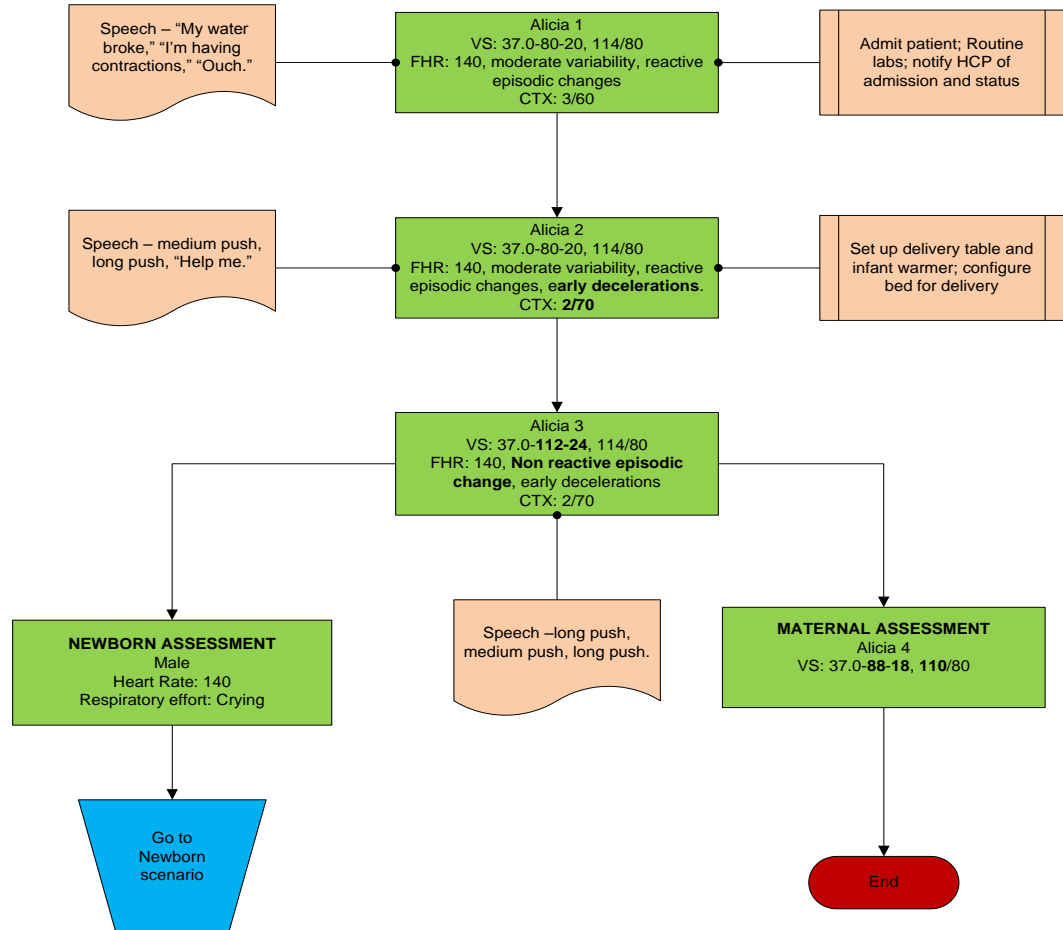 Speech – “My water
broke,” “I’m having
contractions,” “Ouch.”
Alicia 1
VS: 37.0-80-20, 114/80
FHR: 140, moderate variability, reactive
episodic changes
CTX: 3/60
Admit patient; Routine
labs; notify HCP of
admission and status
Speech – medium push,
long push, “Help me.”
Alicia 2
VS: 37.0-80-20, 114/80
FHR: 140, moderate variability, reactive
episodic changes, early decelerations.
CTX: 2/70
Set up delivery table and
infant warmer; configure
bed for delivery
Alicia 3
VS: 37.0-112-24, 114/80
FHR: 140, Non reactive episodic
change, early decelerations
CTX: 2/70
NEWBORN ASSESSMENT
Male
Heart Rate: 140
Respiratory effort: Crying
Speech –long push,
medium push, long push.
MATERNAL ASSESSMENT
Alicia 4
VS: 37.0-88-18, 110/80
Go to
Newborn
scenario
End